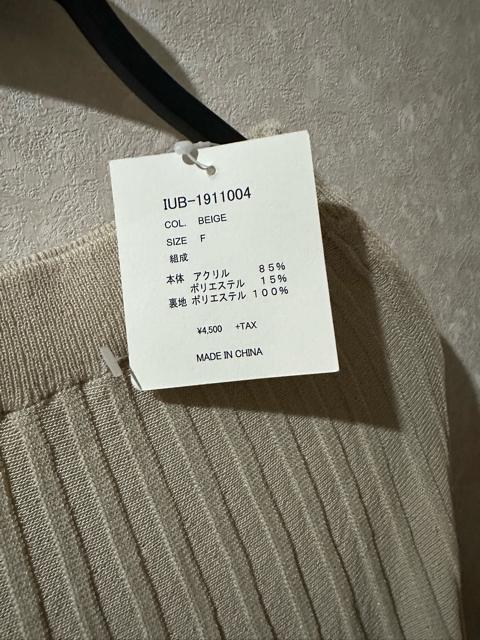 IUB-1911004
COL. BEIGE
SIZE F
組成
本体 アクリル 85%
ポリエステル 15%
裏地 ポリエステル 100%
¥4,500 +TAX
MADE IN CHINA